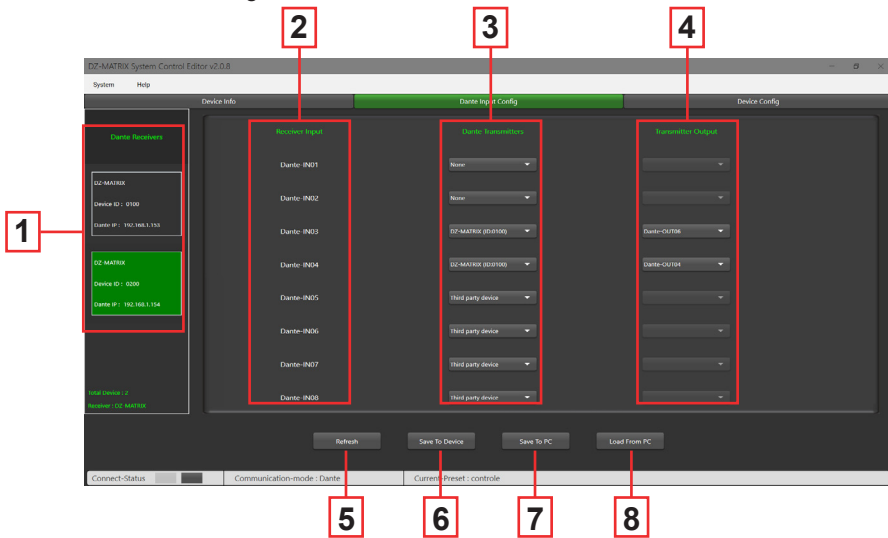 2
3
4
DZ-MATRIX System Control Editor v2.0.8
System Help
Device Info Dante Input Config Device Config
Dante Receivers
Receiver Input Dante Transmitters Transmitter Output
Dante-IN01 None
DZ-MATRIX
Device ID : 0100
Dante IP : 192.168.1.153
Dante-IN02 None
1
Dante-IN03 DZ-MATRIX (ID:0100) Dante-OUT06
DZ-MATRIX
Device ID : 0200
Dante IP : 192.168.1.154
Dante-IN04 DZ-MATRIX (ID:0100) Dante-OUT04
Dante-IN05 Third party device
Dante-IN06 Third party device
Dante-IN07 Third party device
Dante-IN08 Third party device
Total Device : 2
Receiver : DZ-MATRIX
Refresh Save To Device Save To PC Load From PC
Connect-Status Communication-mode : Dante Current-Preset : controle
5
6
7
8